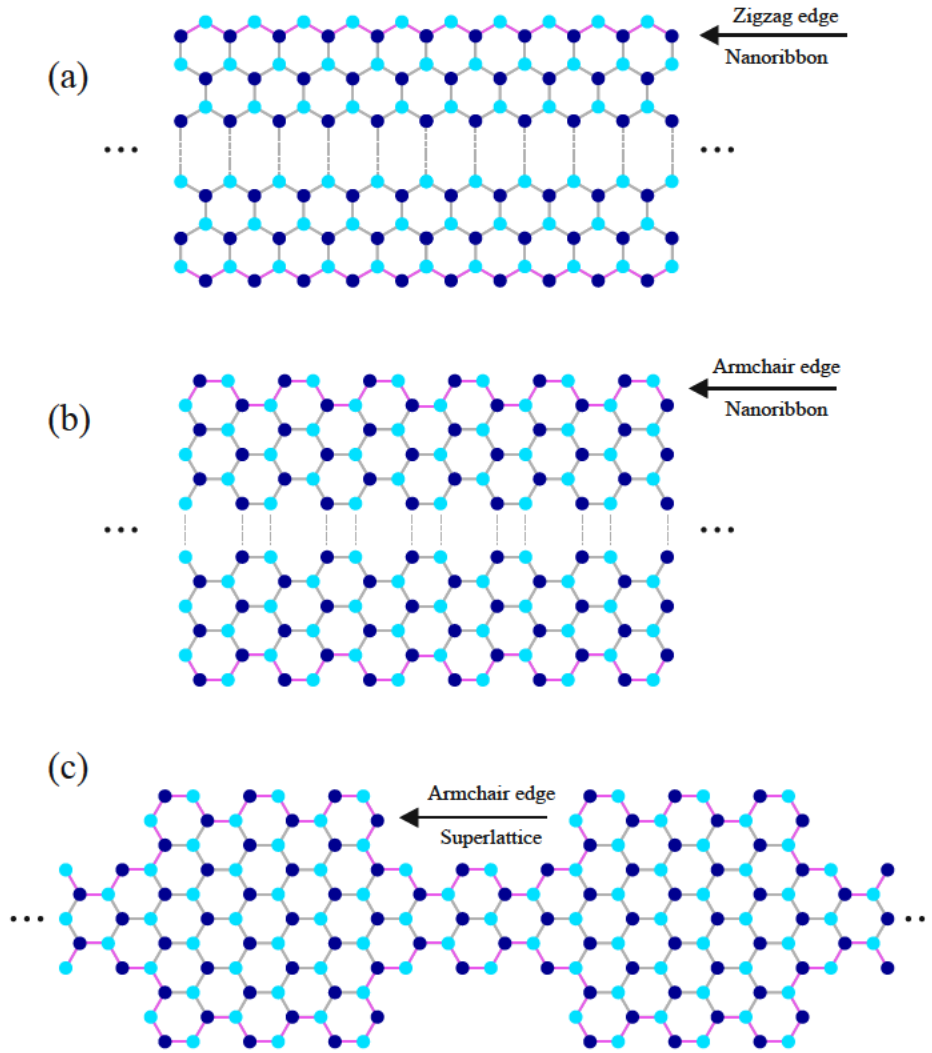 Zigzag edge
(a)
Nanoribbon
...
...
Armchair edge
(b)
Nanoribbon
...
...
(c)
Armchair edge
Superlattice
...
...